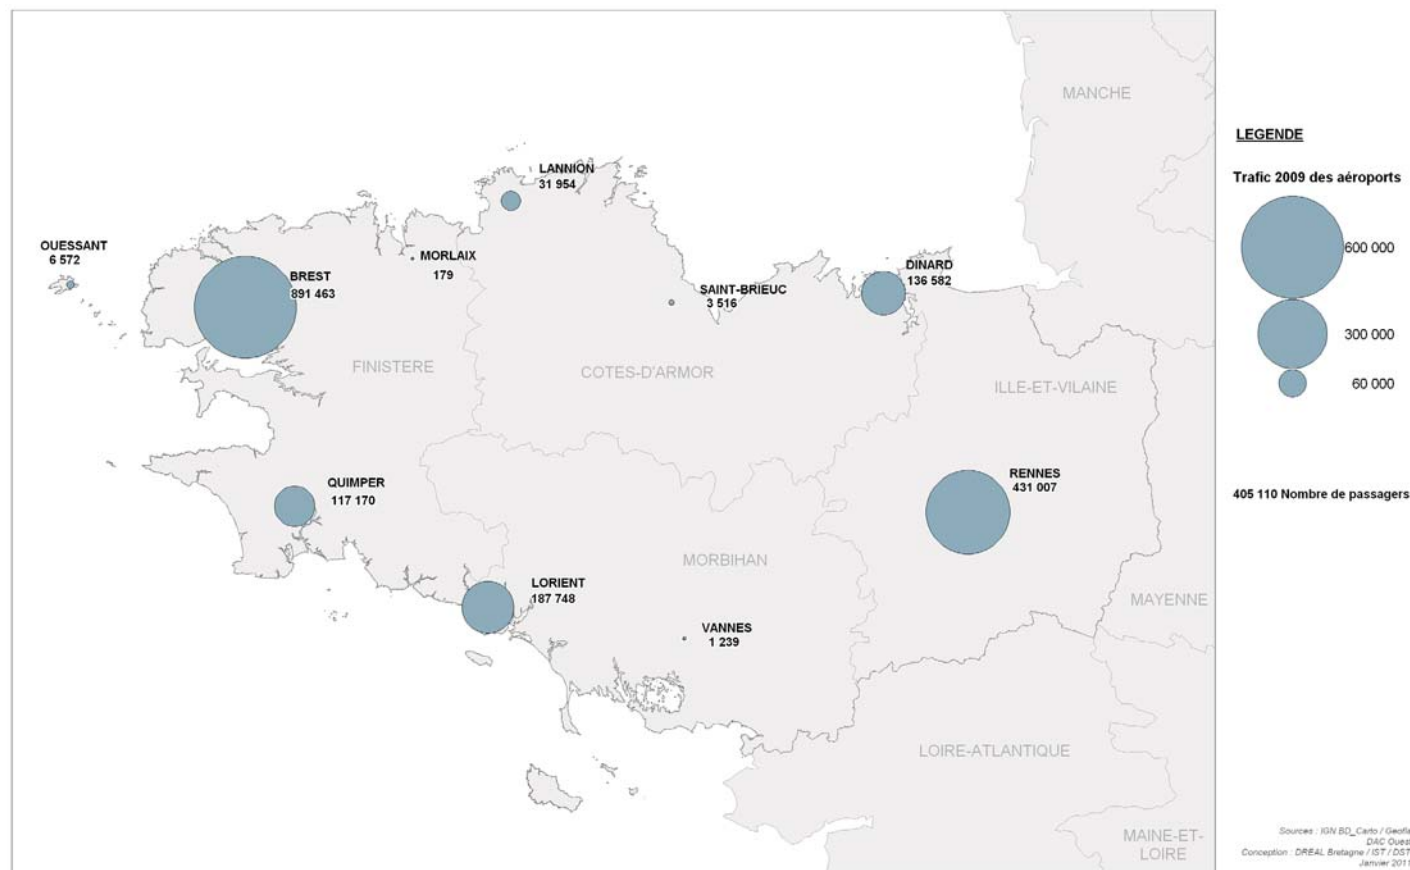 MANCHE
LEGENDE
Trafic 2009 des aéroports
600 000
300 000
60 000
405 110 Nombre de passagers
LANNION
31 954
OUESSANT
6 572
MORLAIX
179
BREST
891 463
SAINT-BRIEUC
3 516
DINARD
136 582
FINISTERE
COTES-D'ARMOR
ILLE-ET-VILAINE
QUIMPER
117 170
RENNES
431 007
MORBIHAN
LORIENT
187 748
VANNES
1 239
MAYENNE
LOIRE-ATLANTIQUE
MAINE-ET-
LOIRE
Sources : IGN BD_Carto / Geofla
DAC Ouest
Conception : DREAL Bretagne / IST / DST
Janvier 2011